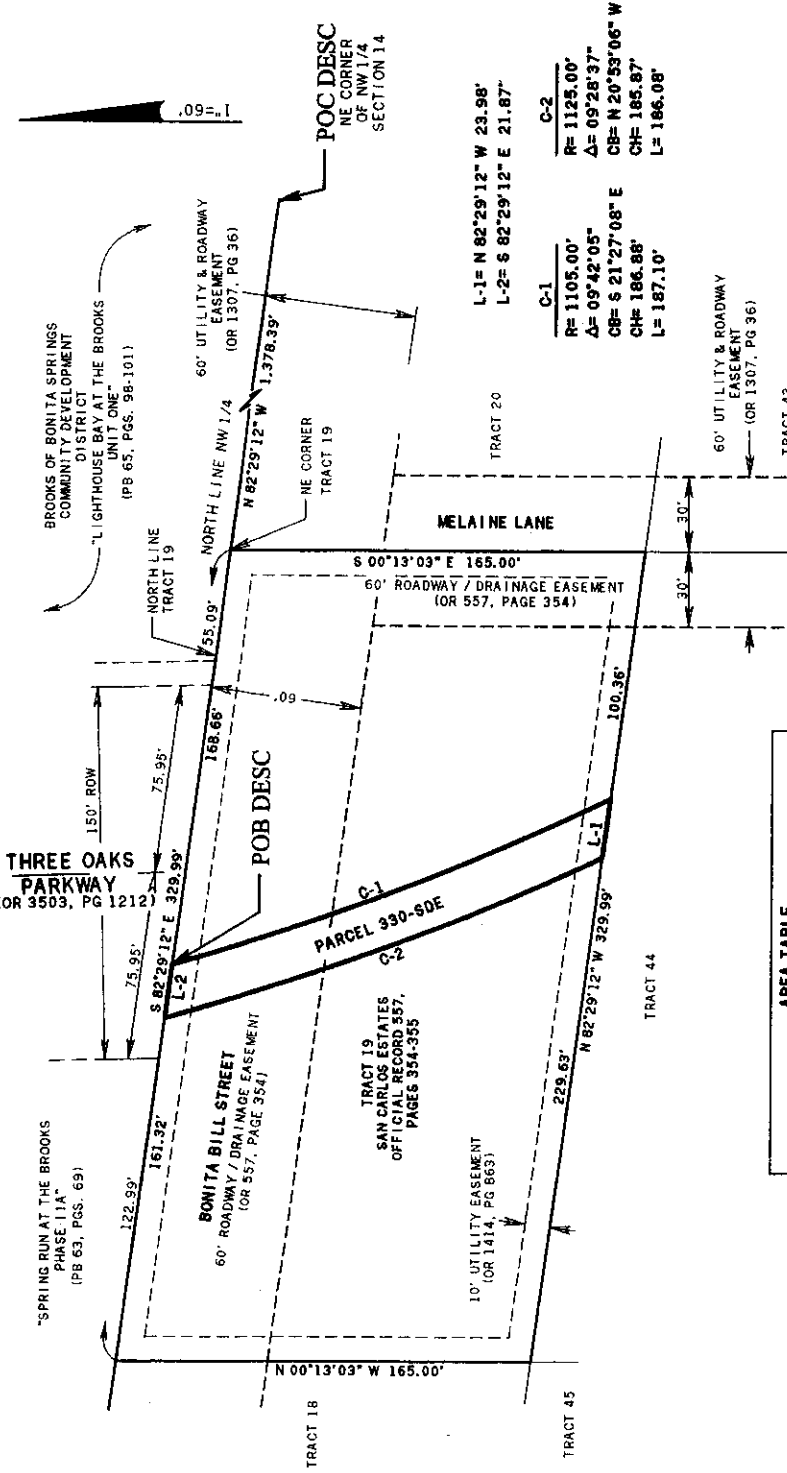 1"=60'
POC DESC
NE CORNER
OF NW 1/4
SECTION 14
BROOKS OF BONITA SPRINGS
COMMUNITY DEVELOPMENT
DISTRICT
"LIGHTHOUSE BAY AT THE BROOKS
UNIT ONE"
(PB 65, PGS. 98-101)
60' UTILITY & ROADWAY
EASEMENT
(OR 1307, PG 36)
NORTH LINE NW 1/4
N 82°29'12" W 1,378.39'
NE CORNER
TRACT 19
NORTH LINE
TRACT 19
55.09'
150' ROW
75.95'
75.95'
THREE OAKS
PARKWAY
(OR 3503, PG 1212)
S 82°29'12" E 329.99'
168.66'
60'
L-2
POB DESC
161.32'
122.99'
"SPRING RUN AT THE BROOKS
PHASE 11A"
(PB 63, PGS. 69)
BONITA BILL STREET
60' ROADWAY / DRAINAGE EASEMENT
(OR 557, PAGE 354)
C-1
PARCEL 330-SDE
C-2
TRACT 19
SAN CARLOS ESTATES
OFFICIAL RECORD 557,
PAGES 354-355
MELAINE LANE
S 00°13'03" E 165.00'
60' ROADWAY / DRAINAGE EASEMENT
(OR 557, PAGE 354)
TRACT 20
L-1= N 82°29'12" W 23.98'
L-2= S 82°29'12" E 21.87'
C-1
R= 1105.00'
Δ= 09°42'05"
CB= S 21°27'08" E
CH= 186.88'
L= 187.10'
C-2
R= 1125.00'
Δ= 09°28'37"
CB= N 20°53'06" W
CH= 185.87'
L= 186.08'
60' UTILITY & ROADWAY
EASEMENT
(OR 1307, PG 36)
30'
30'
100.36'
L-1
N 82°29'12" W 329.99'
229.63'
10' UTILITY EASEMENT
(OR 1414, PG 863)
N 00°13'03" W 165.00'
TRACT 18
TRACT 45
TRACT 44
TRACT
AREA TABLE